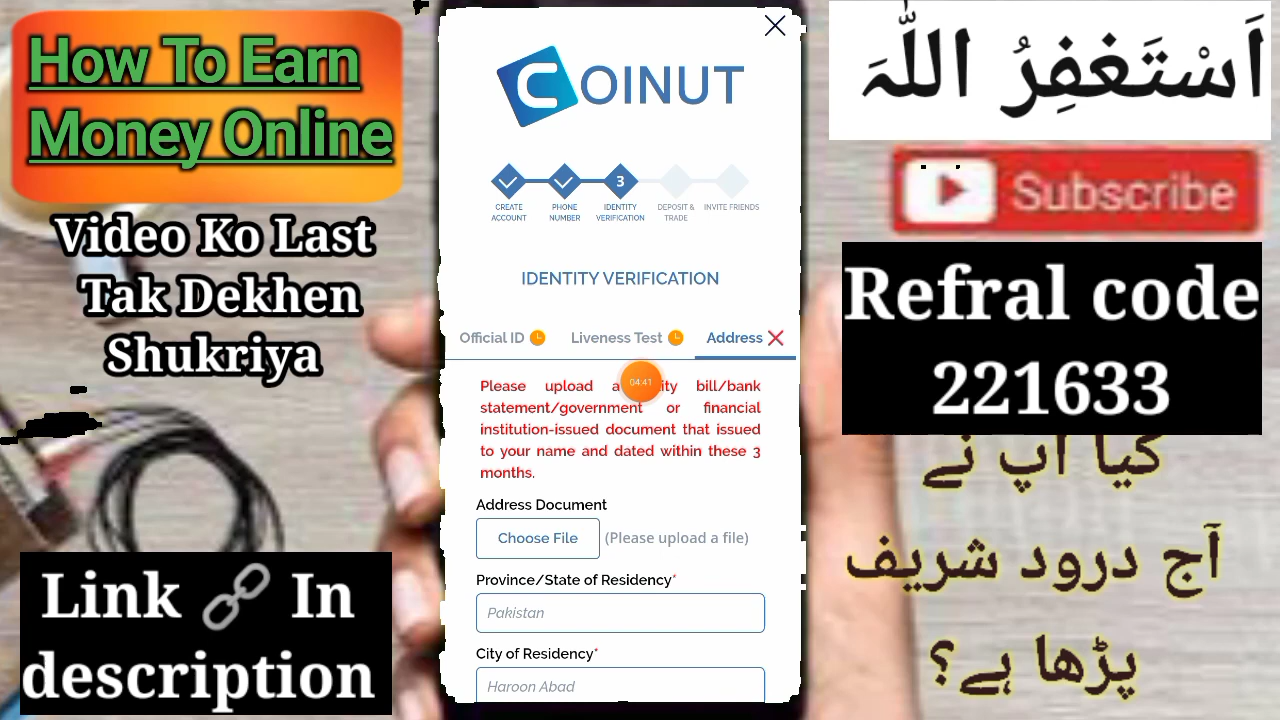 How To Earn
Money Online
Video Ko Last
Tak Dekhen
Shukriya
Link In
description
COINUT
3
CREATE ACCOUNT
PHONE NUMBER
IDENTITY VERIFICATION
DEPOSIT & TRADE
INVITE FRIENDS
IDENTITY VERIFICATION
Official ID
Liveness Test
Address
04:41
Please upload a bill/bank
statement/government or financial
institution-issued document that issued
to your name and dated within these 3
months.
Address Document
Choose File (Please upload a file)
Province/State of Residency*
Pakistan
City of Residency*
Haroon Abad
اَسْتَغفِرُ اللّٰہَ
Subscribe
Refral code
221633
کیا آپ نے
آج درود شریف
پڑھا ہے؟